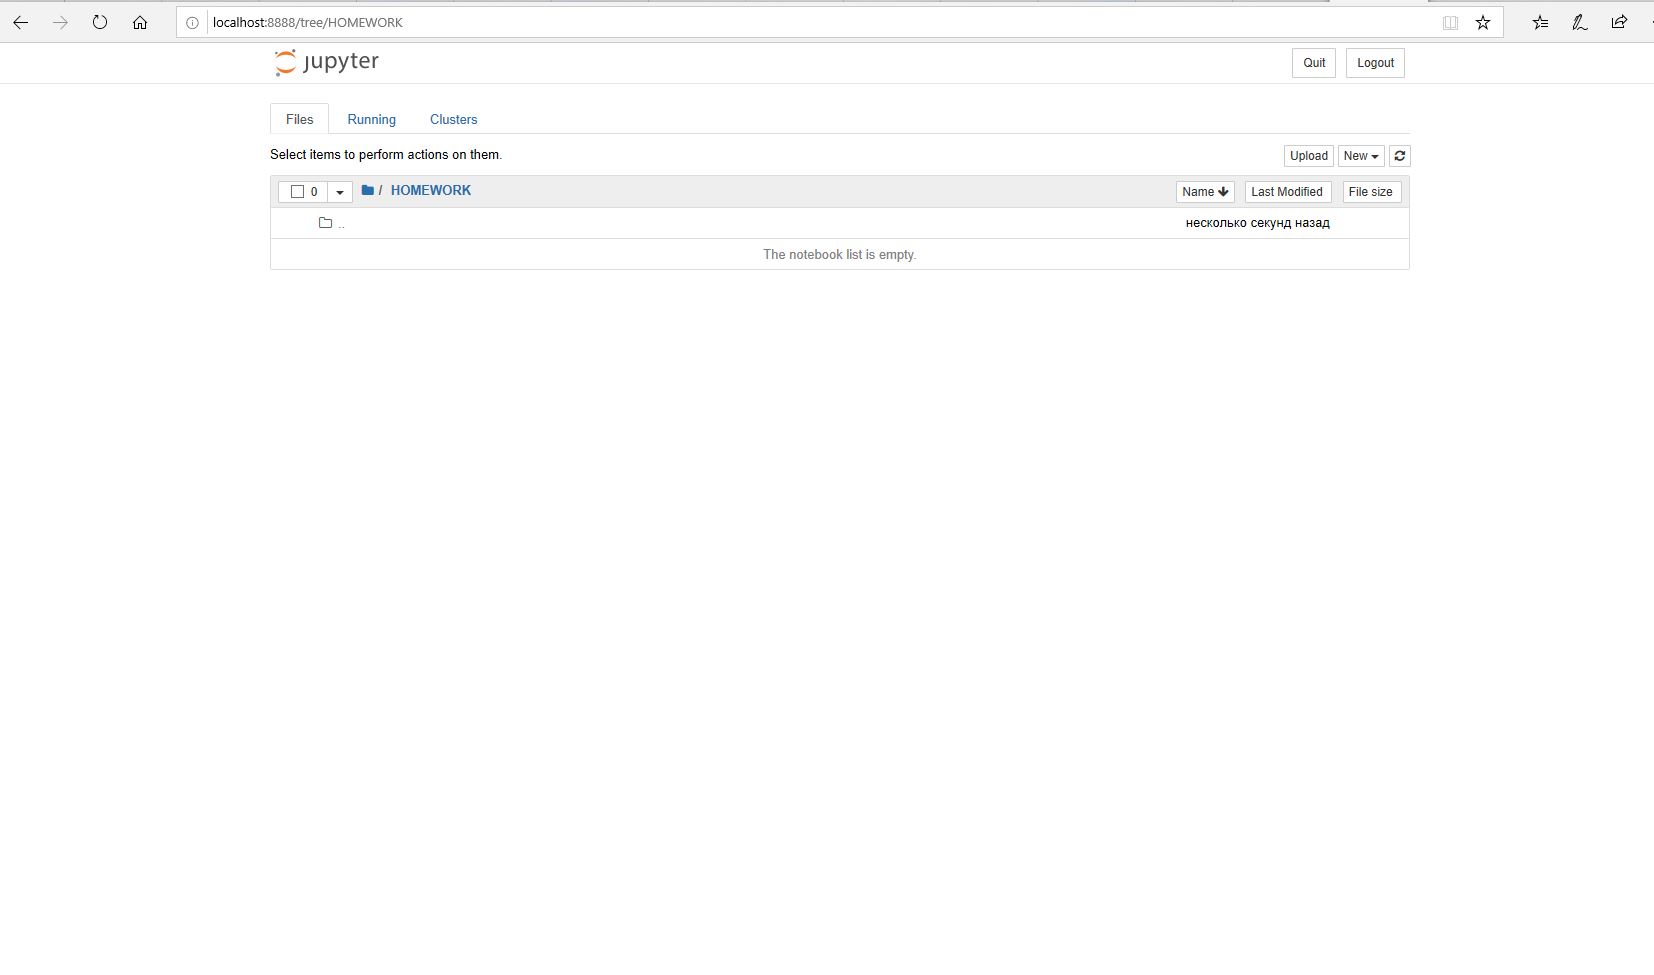 localhost:8888/tree/HOMEWORK
jupyter
Quit
Logout
Files
Running
Clusters
Select items to perform actions on them.
Upload
New
0
/
HOMEWORK
Name
Last Modified
File size
..
несколько секунд назад
The notebook list is empty.